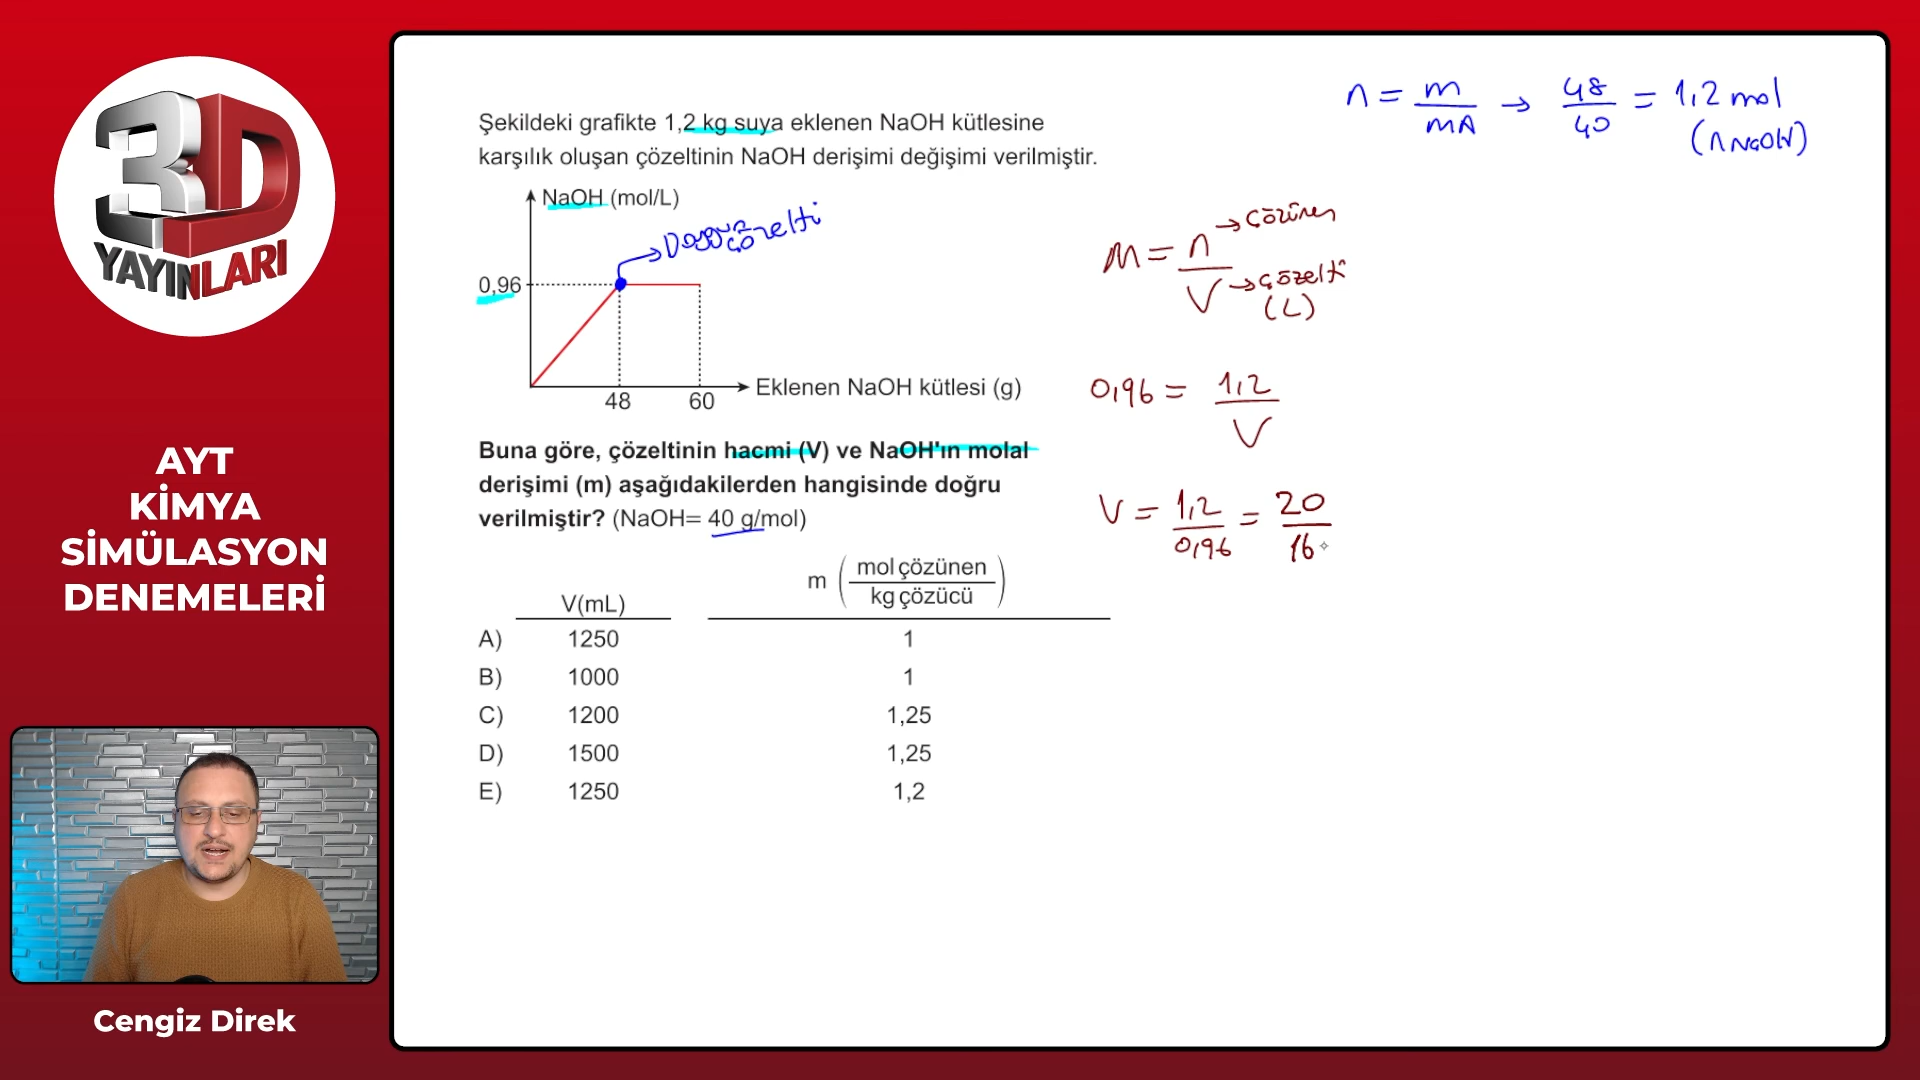 3D
YAYINLARI
AYT
KİMYA
SİMÜLASYON
DENEMELERİ
Cengiz Direk
Şekildeki grafikte 1,2 kg suya eklenen NaOH kütlesine
karşılık oluşan çözeltinin NaOH derişimi değişimi verilmiştir.
NaOH (mol/L)
Doygun çözelti
0,96
48 60
Eklenen NaOH kütlesi (g)
Buna göre, çözeltinin hacmi (V) ve NaOH'ın molal
derişimi (m) aşağıdakilerden hangisinde doğru
verilmiştir? (NaOH= 40 g/mol)
V(mL) m (mol çözünen / kg çözücü)
A) 1250 1
B) 1000 1
C) 1200 1,25
D) 1500 1,25
E) 1250 1,2
n = m / mA → 48 / 40 = 1,2 mol
(n NaOH)
M = n → çözünen
V → çözelti
(L)
0,96 = 1,2 / V
V = 1,2 / 0,96 = 20 / 16